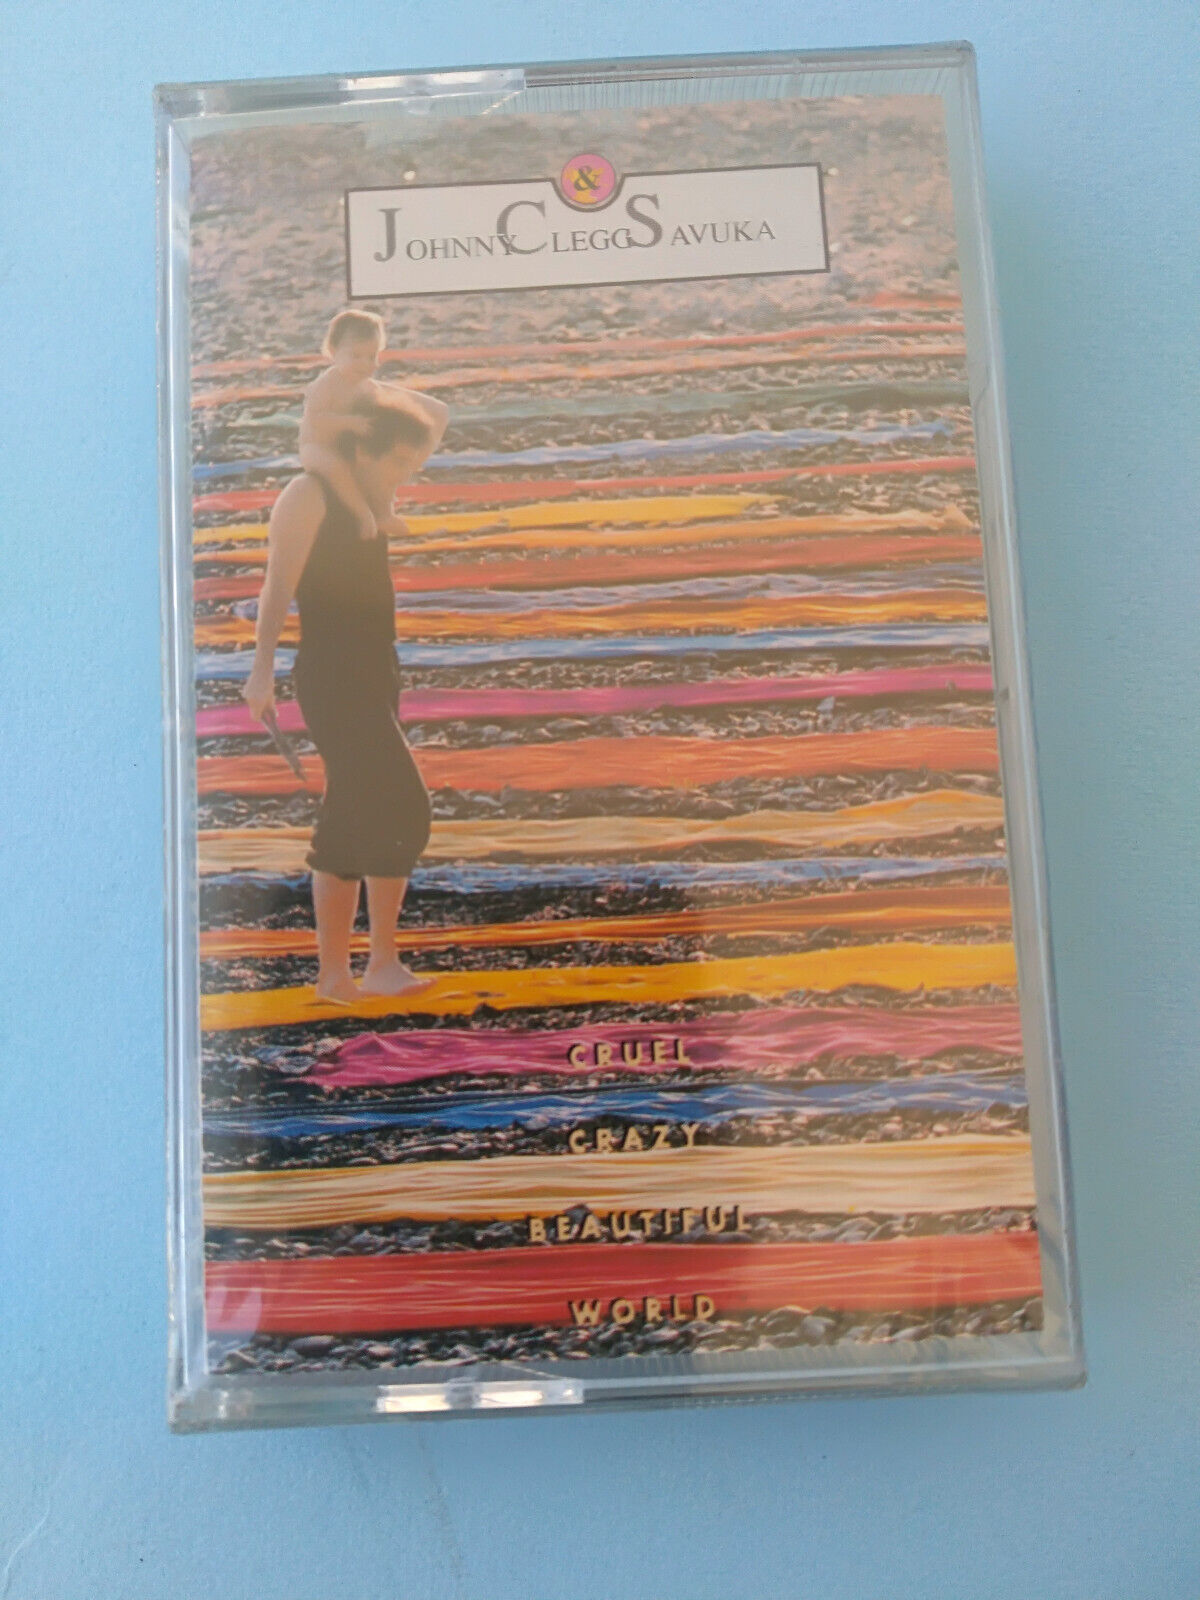 &
JOHNNY CLEGG SAVUKA
CRUEL
CRAZY
BEAUTIFUL
WORLD